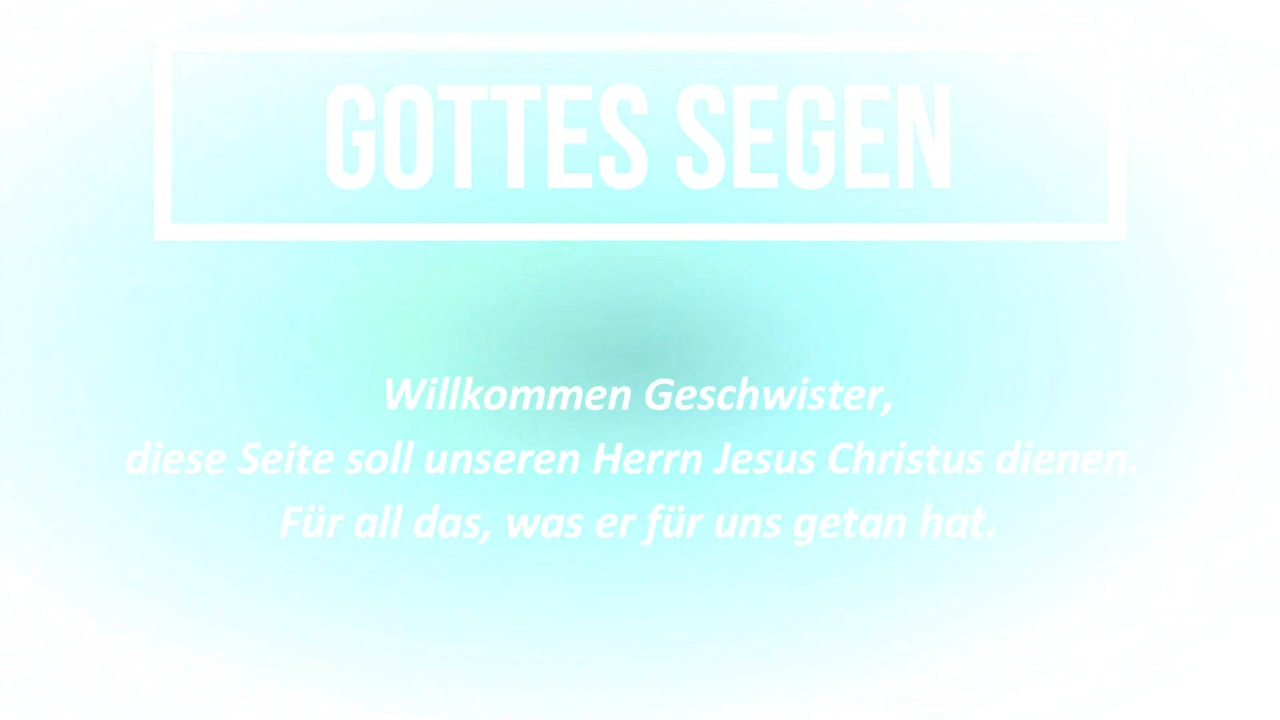 GOTTES SEGEN
Willkommen Geschwister,
diese Seite soll unseren Herrn Jesus Christus dienen.
Für all das, was er für uns getan hat.